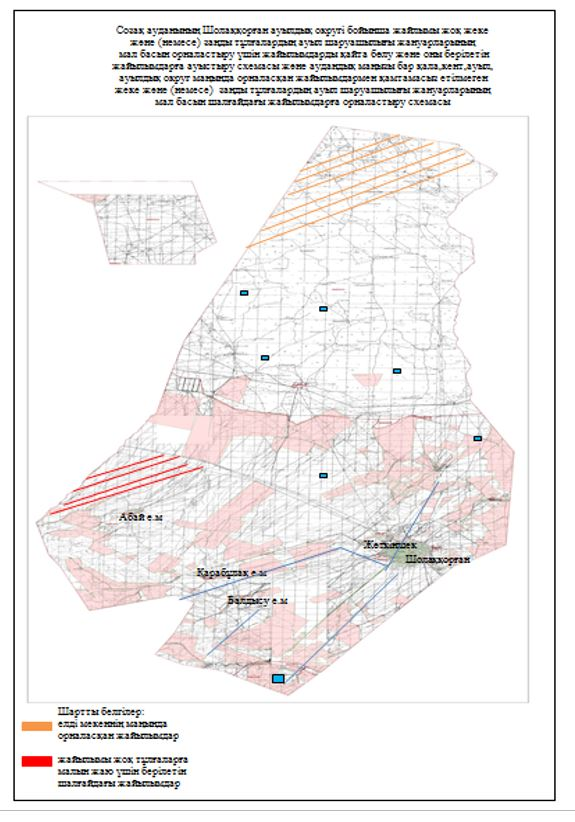 Созақ ауданының Шолаққорған ауылдық округі бойынша жайылымы жоқ жеке
және (немесе) заңды тұлғалардың ауыл шаруашылығы жануарларының
мал басын орналастыру үшін жайылымдарды қайта бөлу және оны берілетін
жайылымдарға ауыстыру схемасы және аудандық маңызы бар қала,кент,ауыл,
ауылдық округ маңында орналасқан жайылымдармен қамтамасыз етілмеген
жеке және (немесе) заңды тұлғалардың ауыл шаруашылығы жануарларының
мал басын шалғайдағы жайылымдарға орналастыру схемасы
Абай е.м
Жеткіншек
Шолаққорған
Қарабұлақ е.м
Балдысу е.м
Шартты белгілер:
елді мекеннің маңында
орналасқан жайылымдар
жайылымы жоқ тұлғаларға
малын жаю үшін берілетін
шалғайдағы жайылымдар